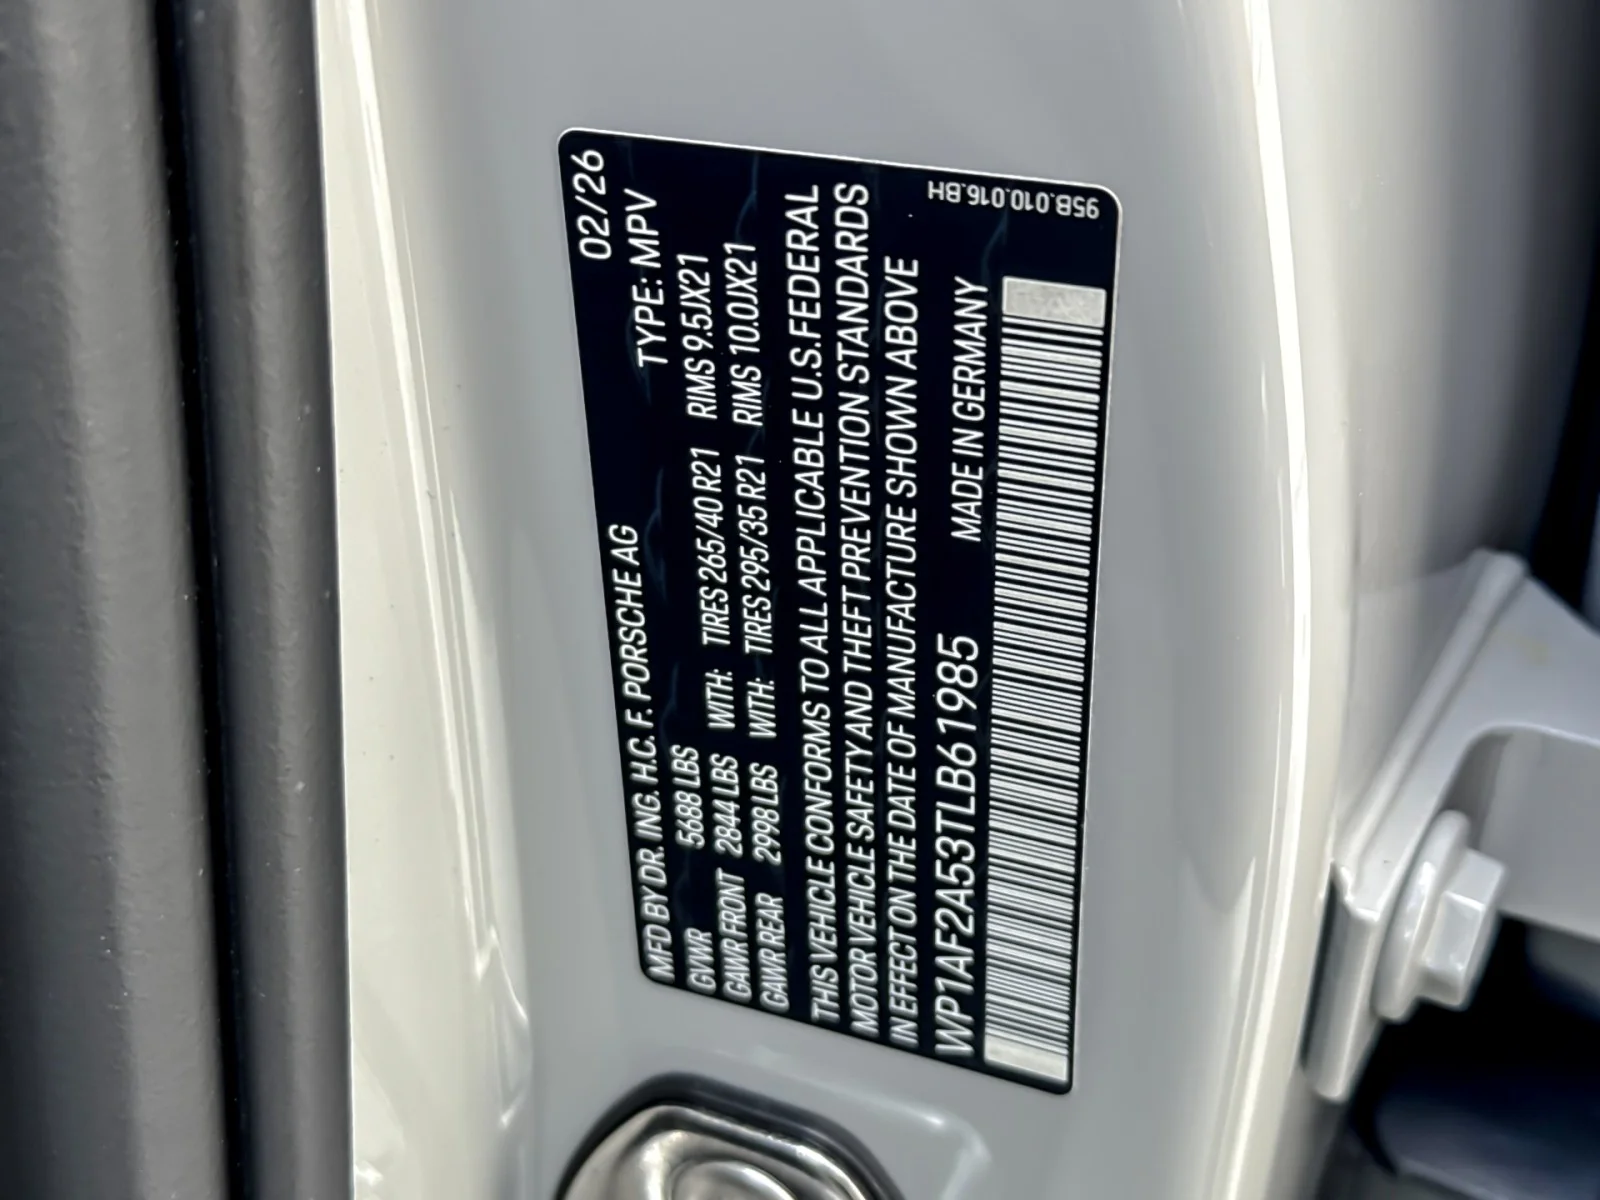 02/26
MFD BY DR. ING. H.C. F. PORSCHE AG TYPE: MPV
GVWR 5688 LBS
GAWR FRONT 2844 LBS WITH: TIRES 265/40 R21 RIMS 9.5JX21
GAWR REAR 2998 LBS WITH: TIRES 295/35 R21 RIMS 10.0JX21
THIS VEHICLE CONFORMS TO ALL APPLICABLE U.S. FEDERAL
MOTOR VEHICLE SAFETY AND THEFT PREVENTION STANDARDS
IN EFFECT ON THE DATE OF MANUFACTURE SHOWN ABOVE
WP1AF2A53TLB61985 MADE IN GERMANY
95B.010.016.BH